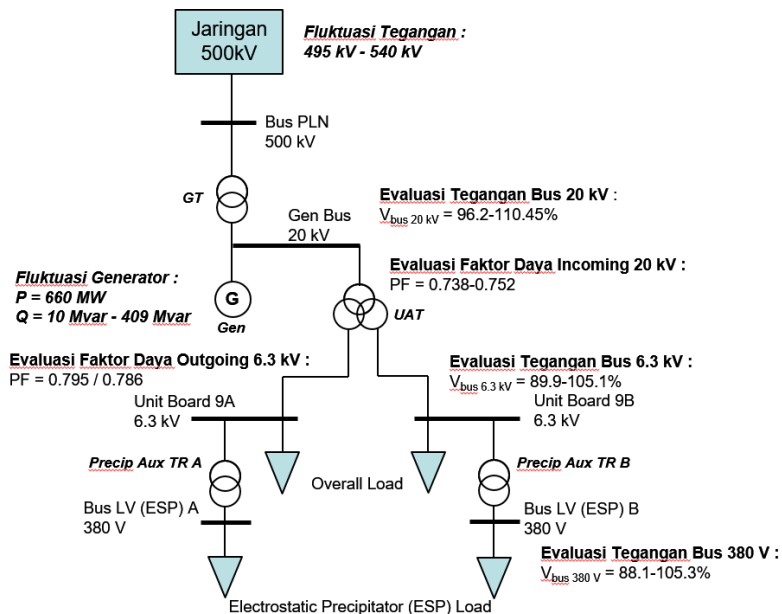 Jaringan
500kV
Fluktuasi Tegangan :
495 kV - 540 kV
Bus PLN
500 kV
GT
Evaluasi Tegangan Bus 20 kV :
Vbus 20 kV = 96.2-110.45%
Gen Bus
20 kV
Evaluasi Faktor Daya Incoming 20 kV :
PF = 0.738-0.752
Fluktuasi Generator :
P = 660 MW
Q = 10 Mvar - 409 Mvar
G
Gen
UAT
Evaluasi Faktor Daya Outgoing 6.3 kV :
PF = 0.795 / 0.786
Evaluasi Tegangan Bus 6.3 kV :
Vbus 6.3 kV = 89.9-105.1%
Unit Board 9A
6.3 kV
Unit Board 9B
6.3 kV
Precip Aux TR A
Precip Aux TR B
Overall Load
Bus LV (ESP) A
380 V
Bus LV (ESP) B
380 V
Evaluasi Tegangan Bus 380 V :
Vbus 380 V = 88.1-105.3%
Electrostatic Precipitator (ESP) Load